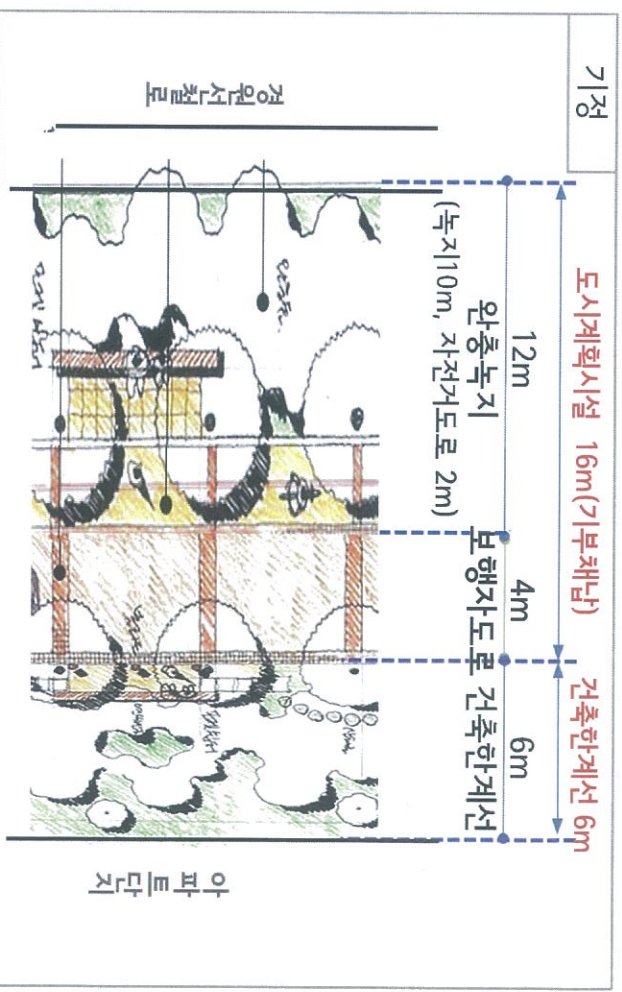 기정
도시계획시설 16m(기부채납)
건축한계선 6m
12m
4m
6m
완충녹지
보행자도로
건축한계선
(녹지10m, 자전거도로 2m)
경원선철로
아파트단지